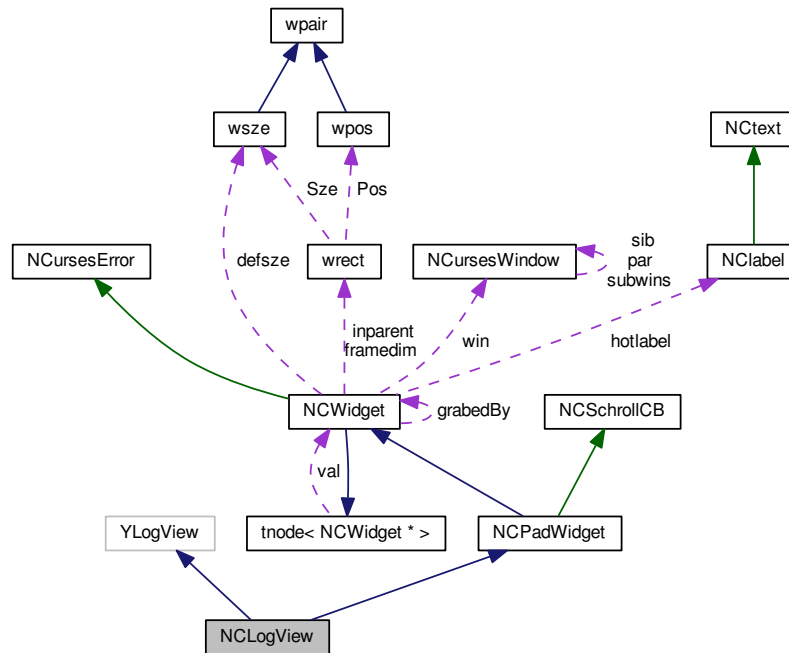 wpair
wsze
wpos
NCtext
Sze
Pos
NCursesError
defsze
wrect
NCursesWindow
sib
par
subwins
NClabel
inparent
framedim
win
hotlabel
NCWidget
grabedBy
NCSchrollCB
val
YLogView
tnode< NCWidget * >
NCPadWidget
NCLogView